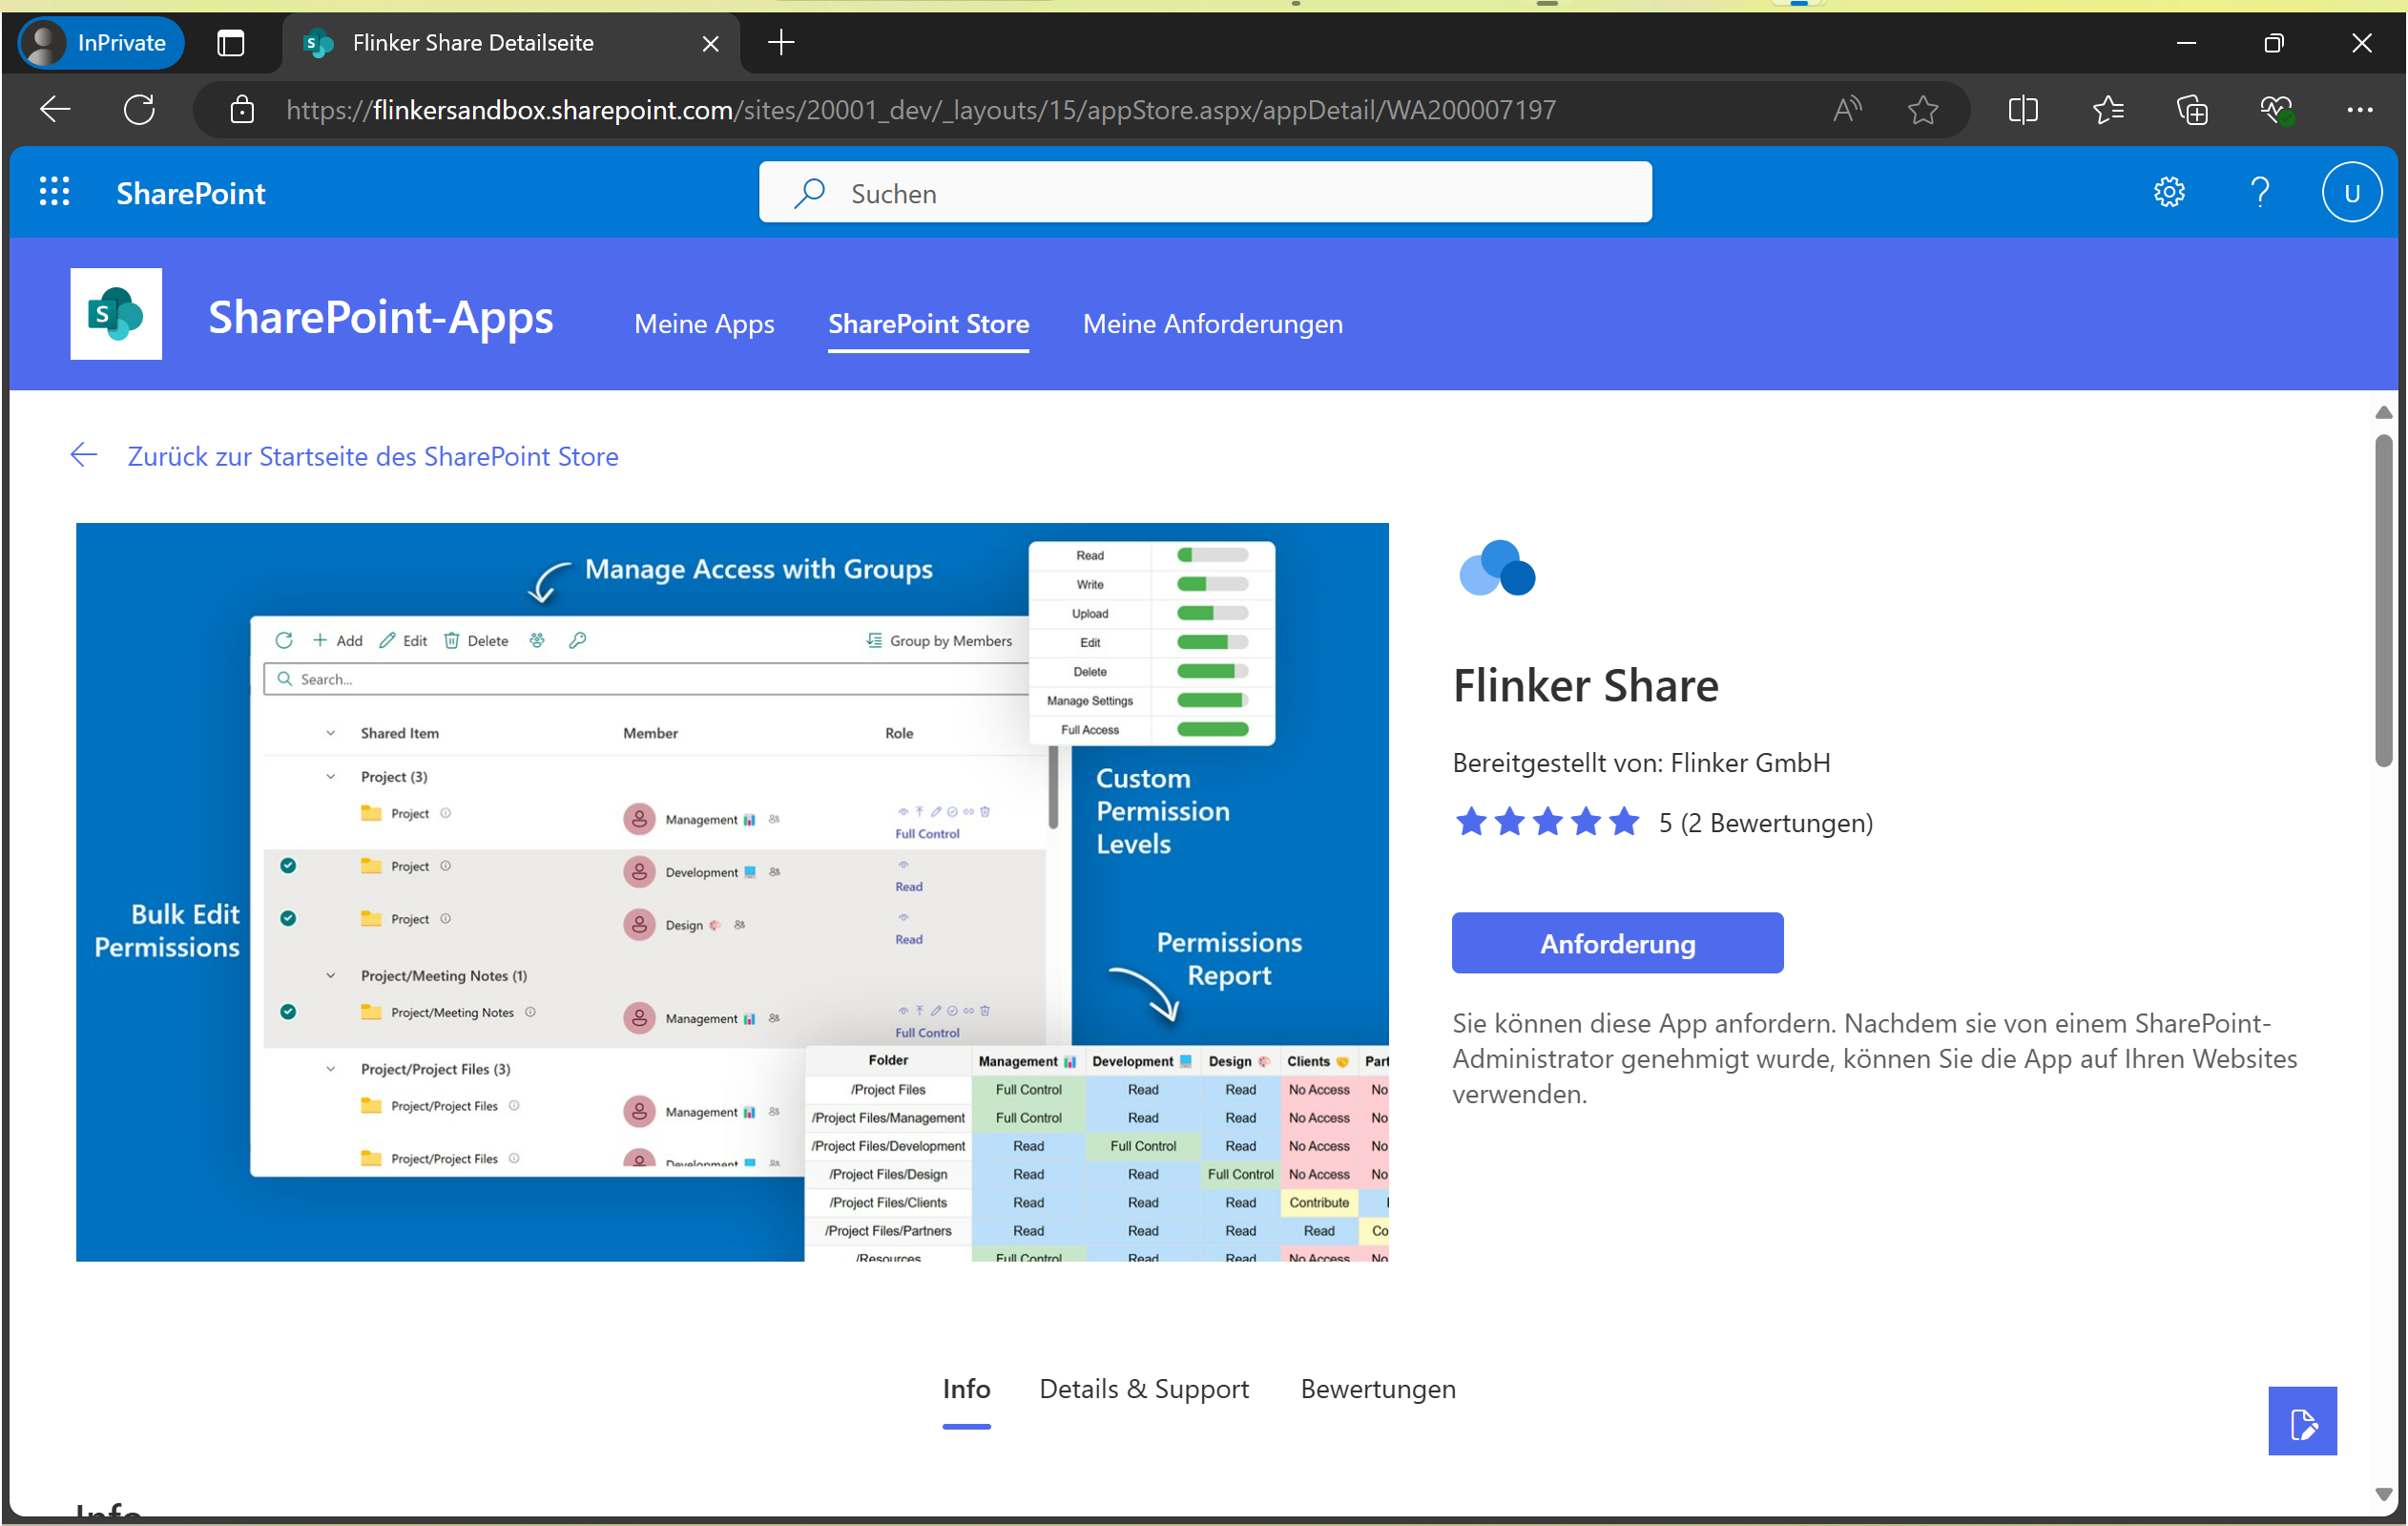 InPrivate
Flinker Share Detailseite
https://flinkersandbox.sharepoint.com/sites/20001_dev/_layouts/15/appStore.aspx/appDetail/WA200007197
SharePoint
Suchen
U
SharePoint-Apps
Meine Apps
SharePoint Store
Meine Anforderungen
Zurück zur Startseite des SharePoint Store
Manage Access with Groups
Add Edit Delete Group by Members
Search...
Shared Item Member Role
Project (3)
Project Management
Full Control
Project Development
Read
Project Design
Read
Project/Meeting Notes (1)
Project/Meeting Notes Management
Full Control
Project/Project Files (3)
Project/Project Files Management
Project/Project Files Development
Bulk Edit
Permissions
Read
Write
Upload
Edit
Delete
Manage Settings
Full Access
Custom
Permission
Levels
Permissions
Report
Folder Management Development Design Clients Part
/Project Files Full Control Read Read No Access No
/Project Files/Management Full Control Read Read No Access No
/Project Files/Development Read Full Control Read No Access No
/Project Files/Design Read Read Full Control No Access No
/Project Files/Clients Read Read Read Contribute
/Project Files/Partners Read Read Read Read Co
/Resources Full Control Read Read No Access No
Flinker Share
Bereitgestellt von: Flinker GmbH
5 (2 Bewertungen)
Anforderung
Sie können diese App anfordern. Nachdem sie von einem SharePoint-
Administrator genehmigt wurde, können Sie die App auf Ihren Websites
verwenden.
Info
Details & Support
Bewertungen
Info